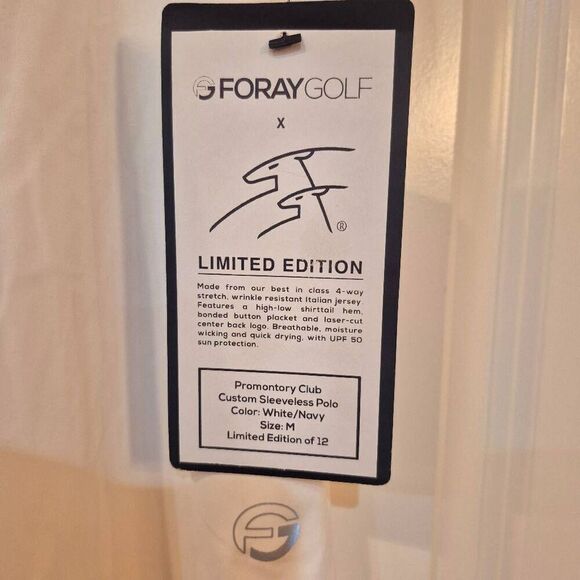 FORAYGOLF
X
®
LIMITED EDITION
Made from our best in class 4-way
stretch, wrinkle resistant Italian jersey.
Features a high-low shirttail hem,
bonded button placket and laser-cut
center back logo. Breathable, moisture
wicking and quick drying, with UPF 50
sun protection.
Promontory Club
Custom Sleeveless Polo
Color: White/Navy
Size: M
Limited Edition of 12